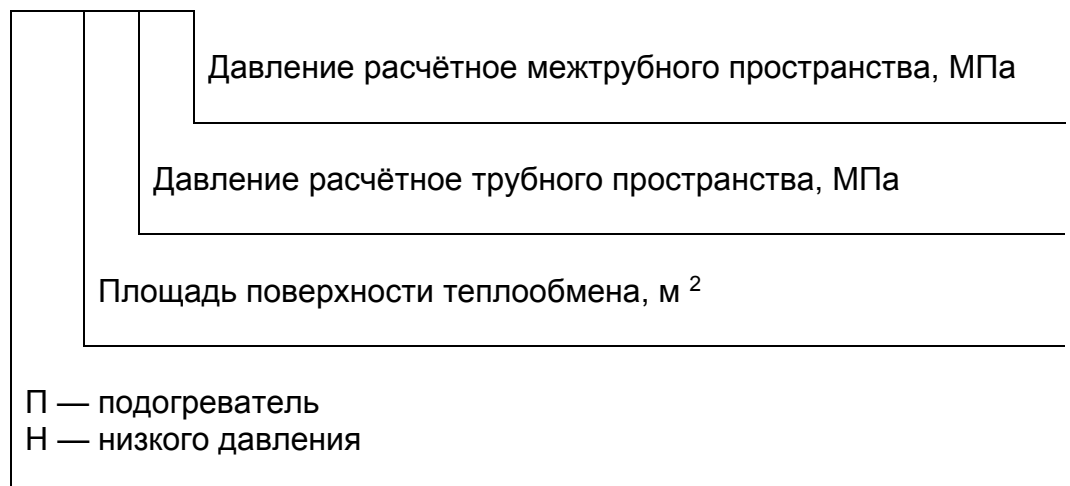 Давление расчётное межтрубного пространства, МПа
Давление расчётное трубного пространства, МПа
Площадь поверхности теплообмена, м ²
П — подогреватель
Н — низкого давления